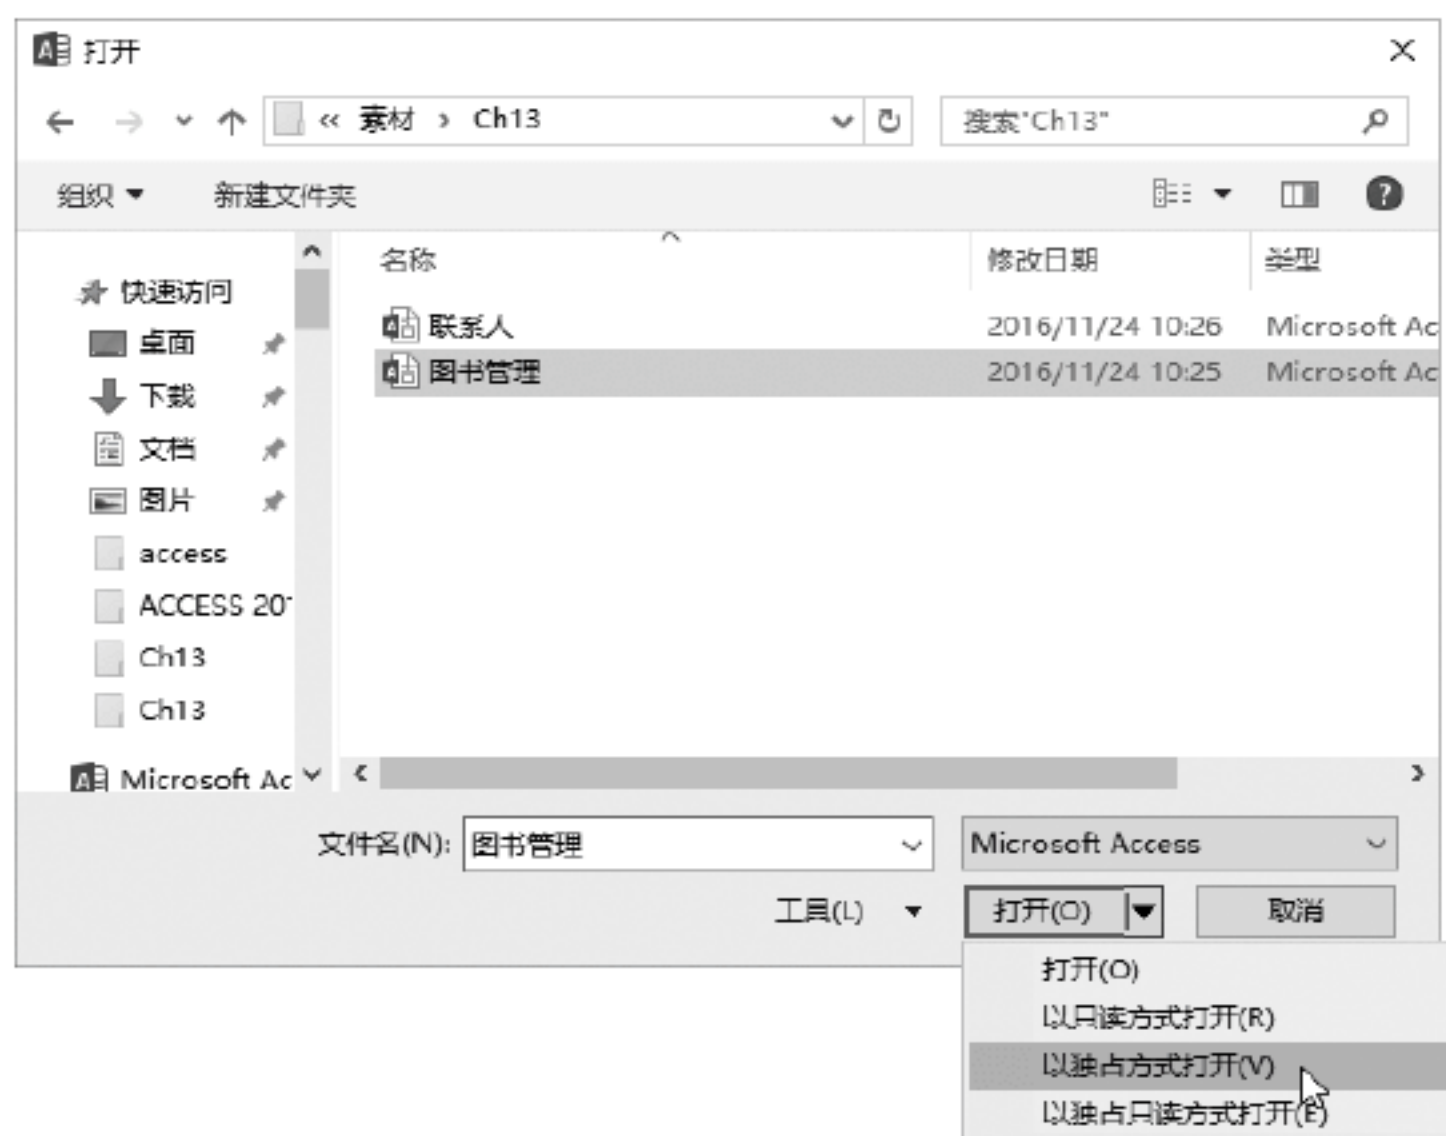 打开
« 素材 › Ch13
搜索"Ch13"
组织
新建文件夹
名称
修改日期
类型
快速访问
桌面
下载
文档
图片
access
ACCESS 20
Ch13
Ch13
Microsoft Ac
联系人 2016/11/24 10:26 Microsoft Ac
图书管理 2016/11/24 10:25 Microsoft Ac
文件名(N): 图书管理
Microsoft Access
工具(L)
打开(O)
取消
打开(O)
以只读方式打开(R)
以独占方式打开(V)
以独占只读方式打开(E)